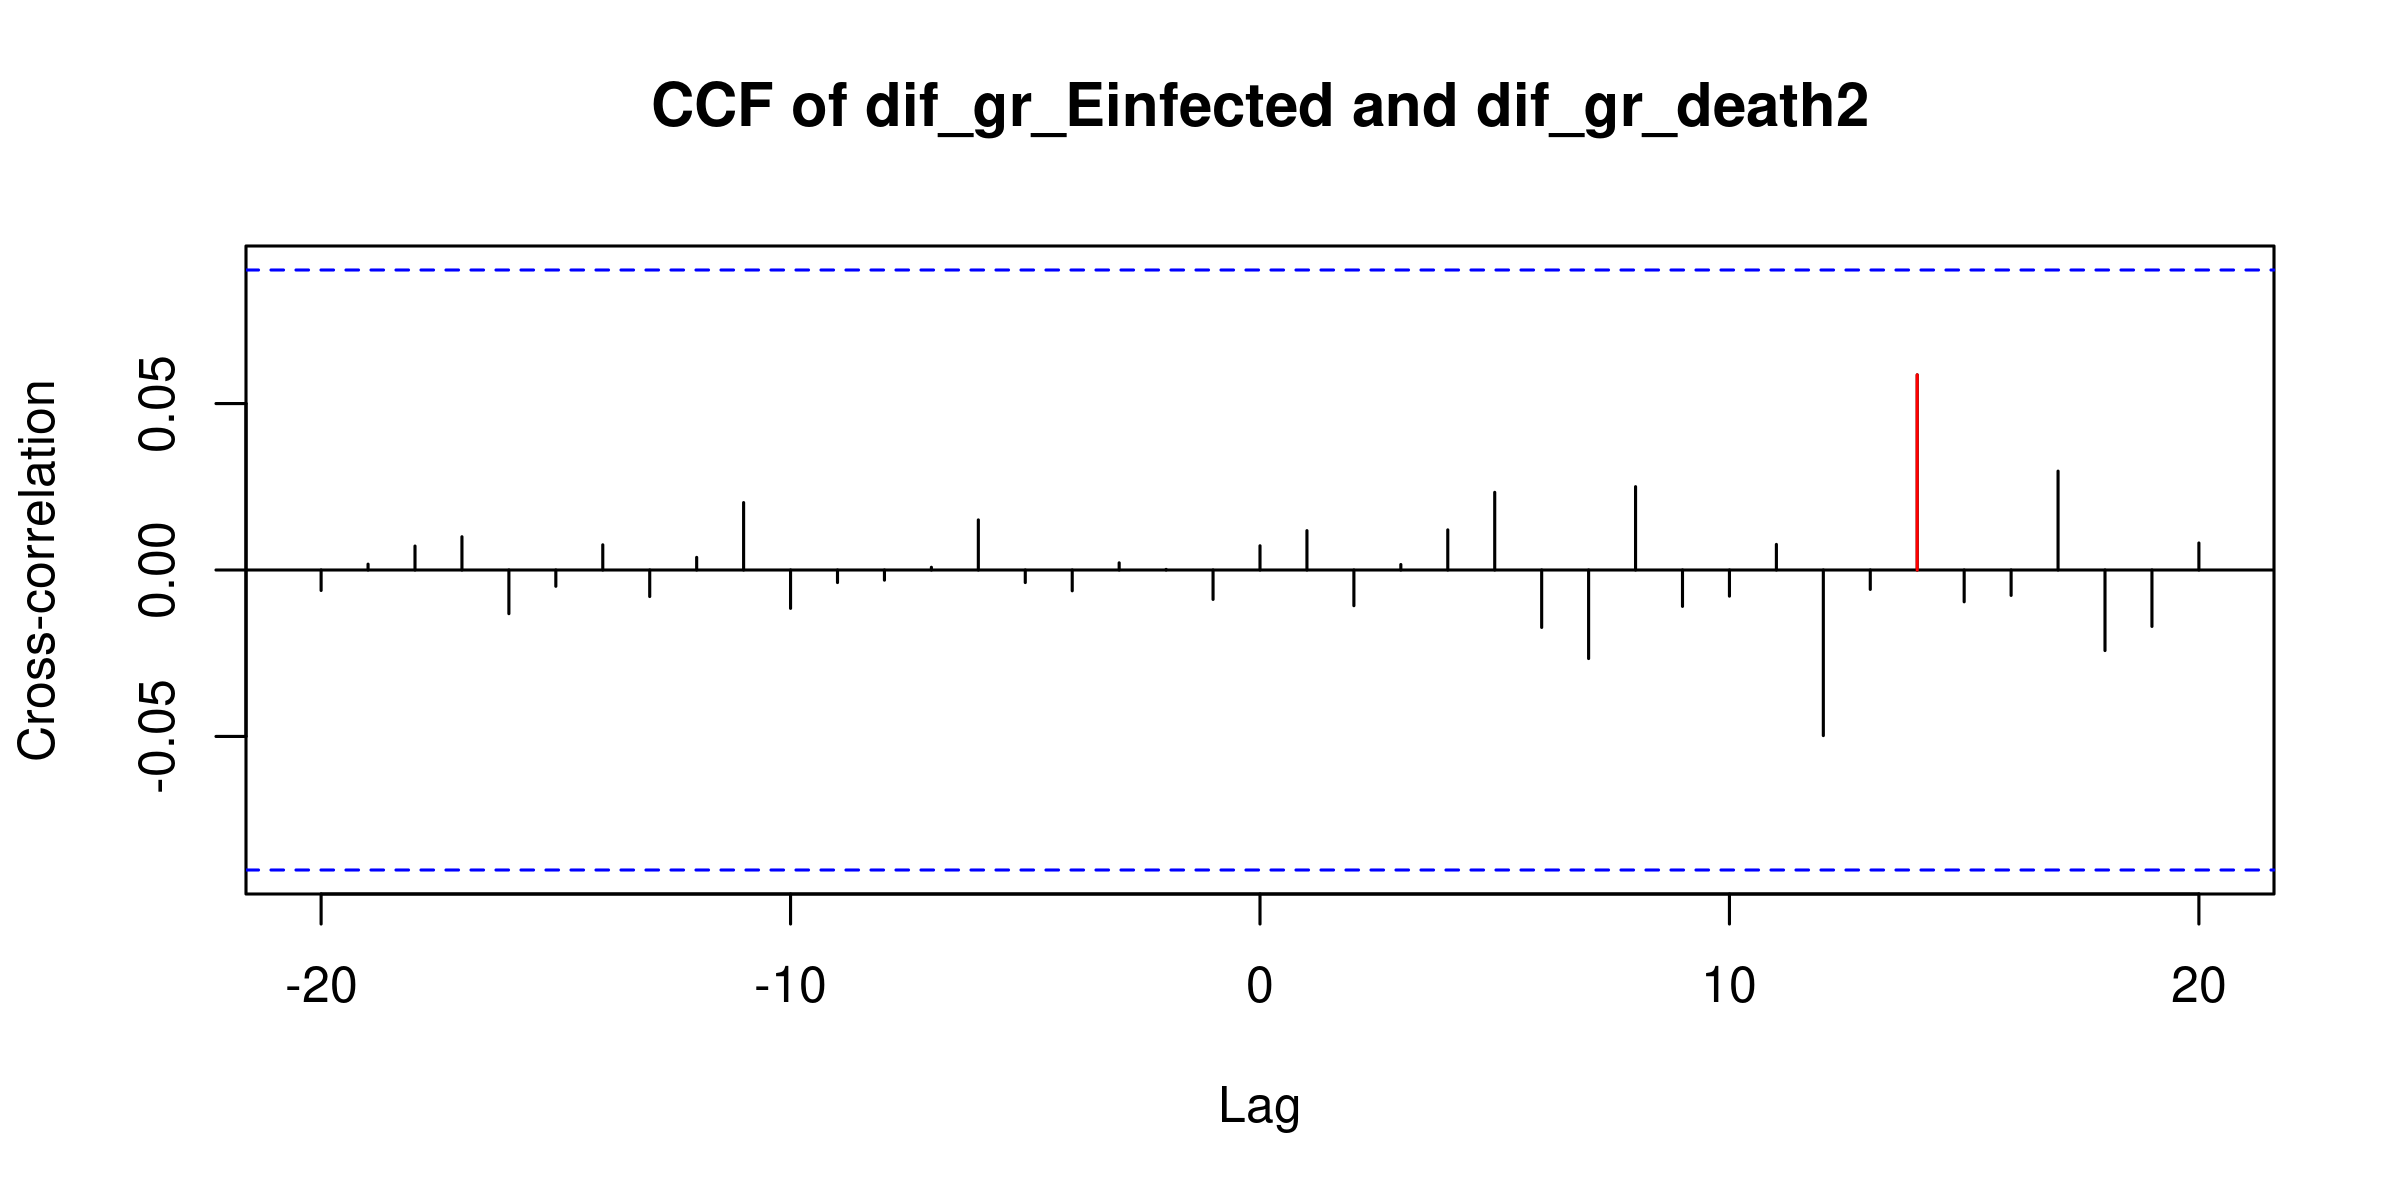 CCF of dif_gr_Einfected and dif_gr_death2
Cross-correlation
0.05
0.00
-0.05
-20 -10 0 10 20
Lag